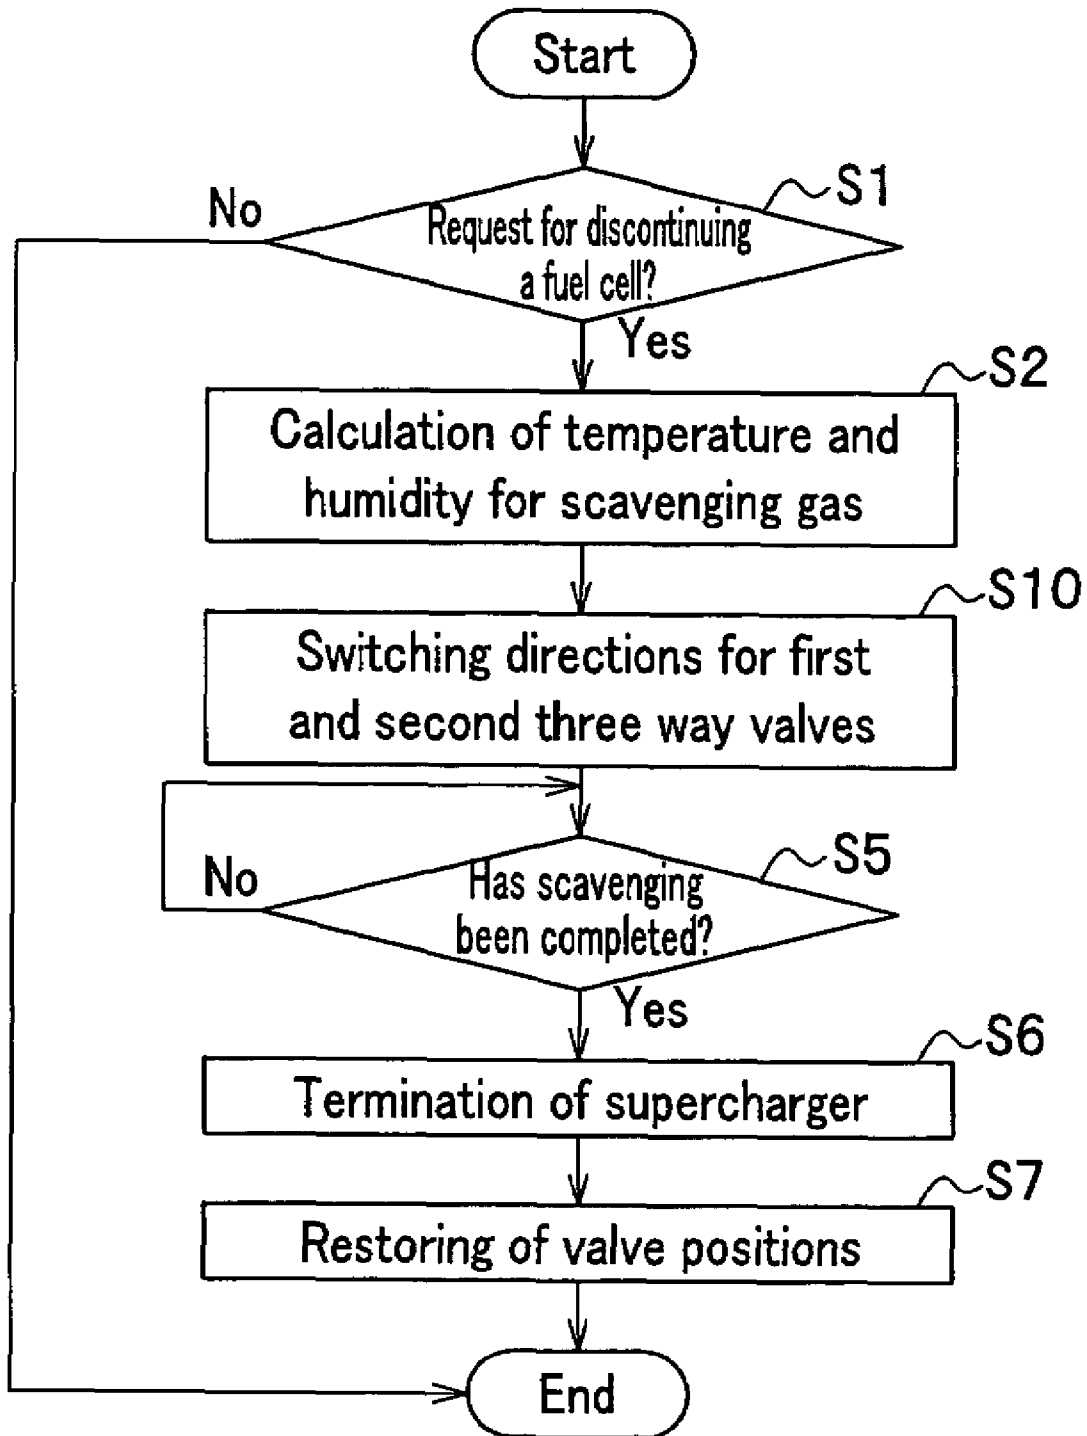 Start
S1
No
Request for discontinuing
a fuel cell?
Yes
S2
Calculation of temperature and
humidity for scavenging gas
S10
Switching directions for first
and second three way valves
S5
No
Has scavenging
been completed?
Yes
S6
Termination of supercharger
S7
Restoring of valve positions
End